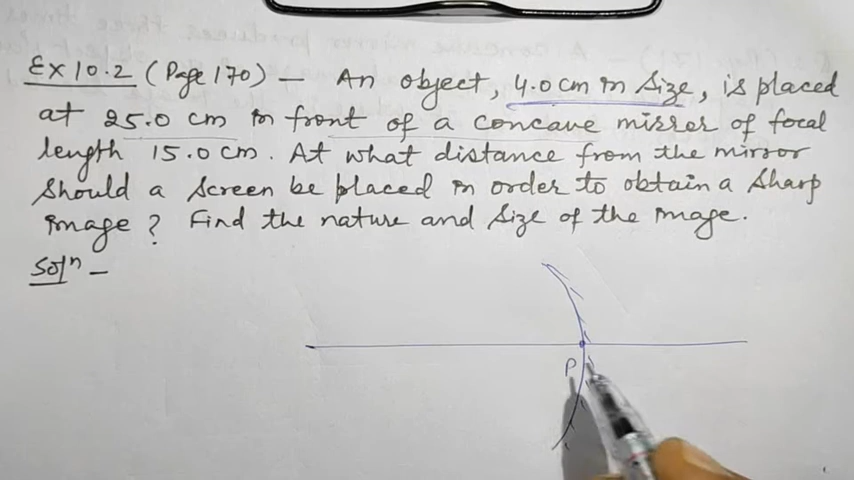 Ex 10.2 (Page 170) — An object, 4.0 cm in Size, is placed
at 25.0 cm in front of a concave mirror of focal
length 15.0 cm. At what distance from the mirror
Should a Screen be placed in order to obtain a Sharp
image? Find the nature and Size of the image.
Solⁿ —
P